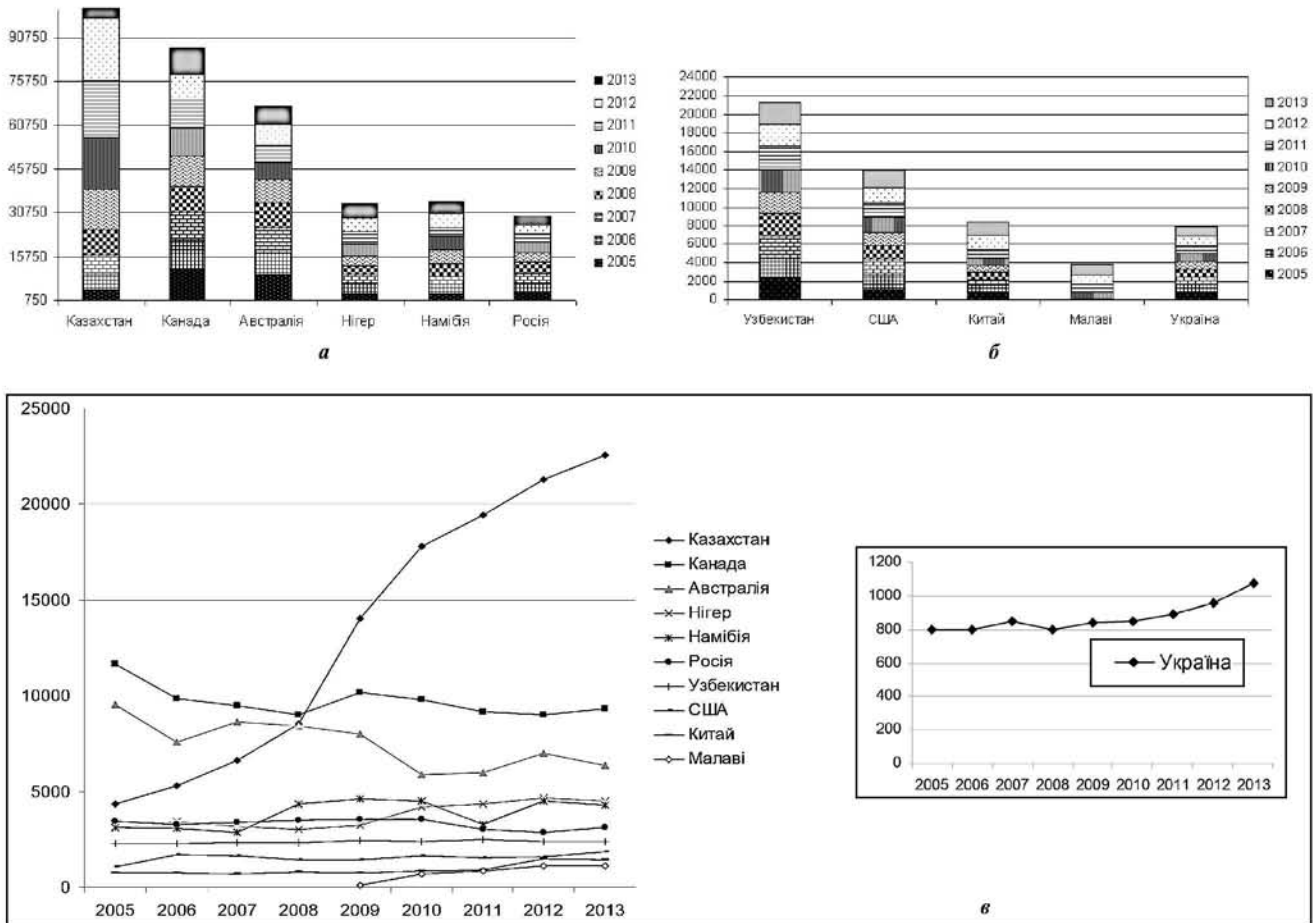 90750
75750
60750
45750
30750
15750
750
Казахстан Канада Австралія Нігер Намібія Росія
2013
2012
2011
2010
2009
2008
2007
2006
2005
а
24000
22000
20000
18000
16000
14000
12000
10000
8000
6000
4000
2000
0
Узбекистан США Китай Малаві Україна
2013
2012
2011
2010
2009
2008
2007
2006
2005
б
25000
20000
15000
10000
5000
0
2005 2006 2007 2008 2009 2010 2011 2012 2013
Казахстан
Канада
Австралія
Нігер
Намібія
Росія
Узбекистан
США
Китай
Малаві
1200
1000
800
600
400
200
0
2005 2006 2007 2008 2009 2010 2011 2012 2013
Україна
в